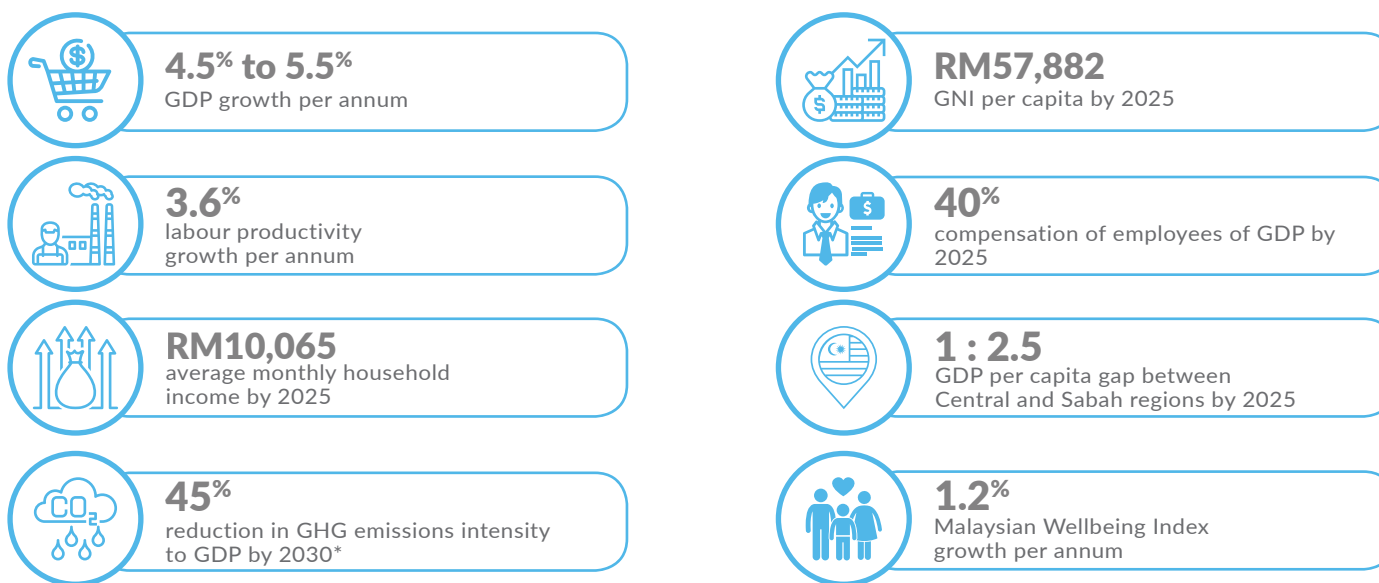 $
4.5% to 5.5%
GDP growth per annum
$
RM57,882
GNI per capita by 2025
3.6%
labour productivity
growth per annum
$
40%
compensation of employees of GDP by
2025
RM10,065
average monthly household
income by 2025
1 : 2.5
GDP per capita gap between
Central and Sabah regions by 2025
CO2
45%
reduction in GHG emissions intensity
to GDP by 2030*
1.2%
Malaysian Wellbeing Index
growth per annum